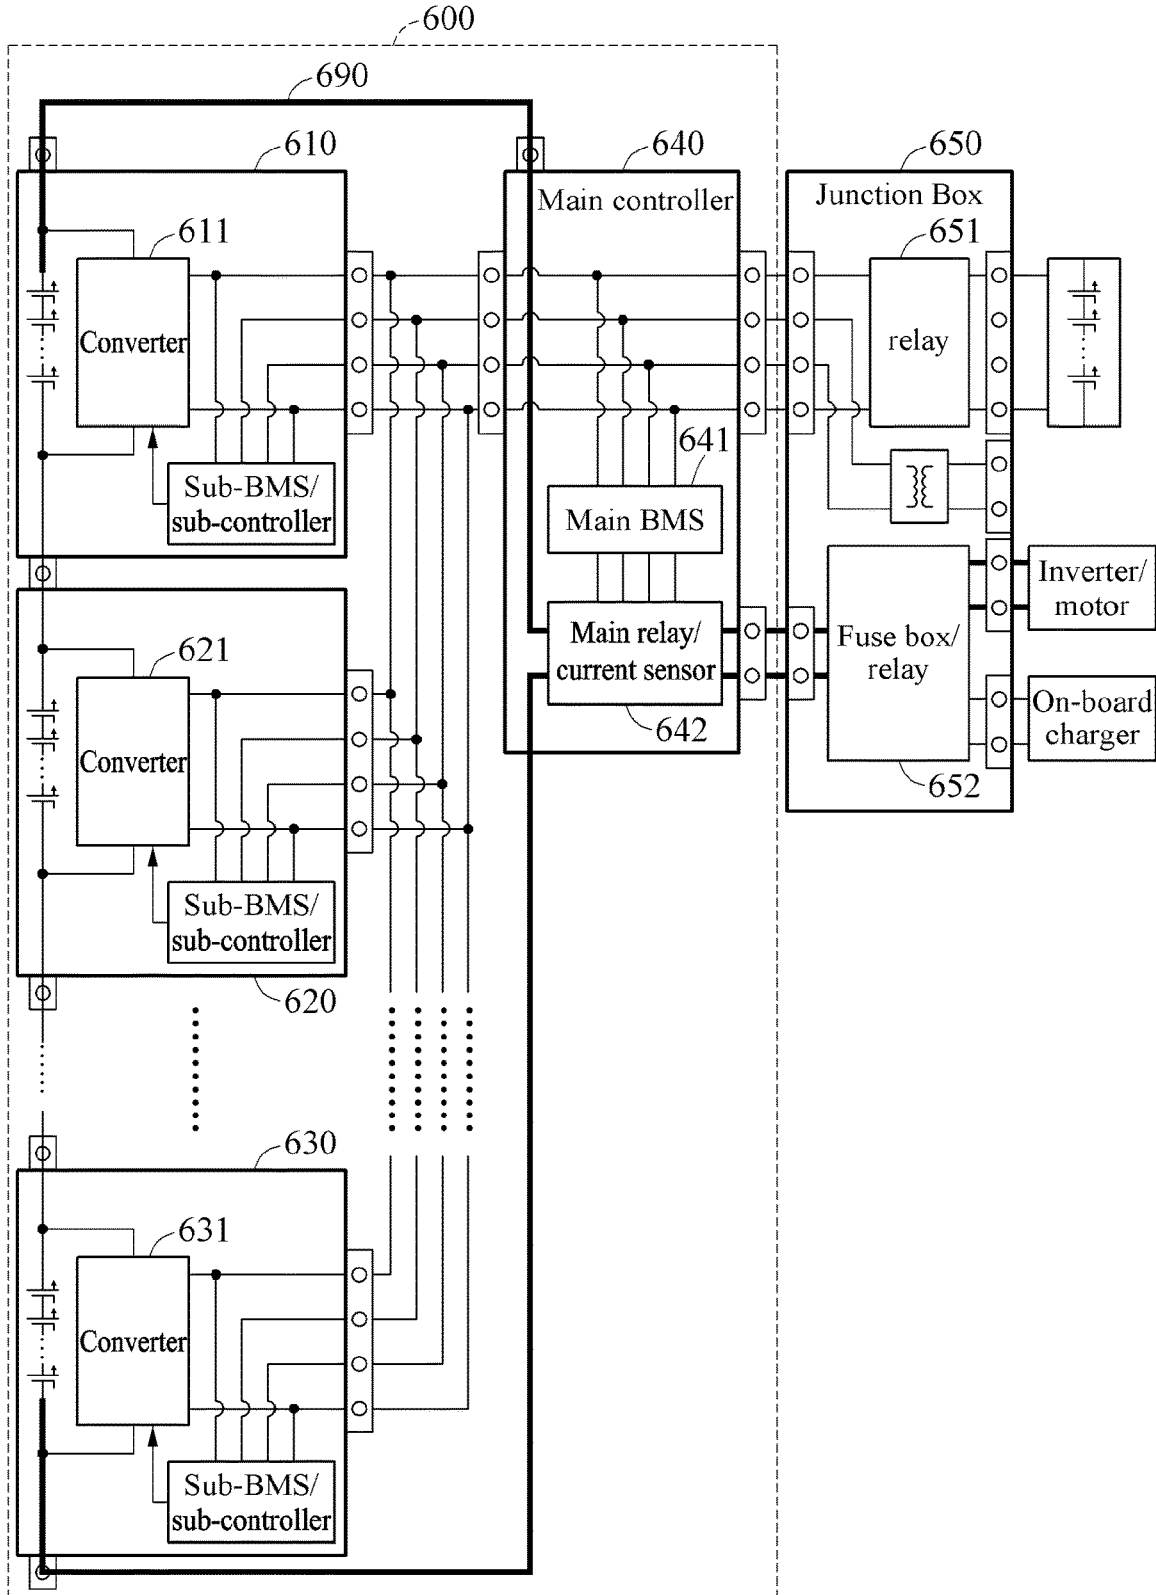 600
690
610
640
650
Main controller
Junction Box
611
651
Converter
relay
641
Sub-BMS/
sub-controller
Main BMS
Inverter/
motor
621
Main relay/
current sensor
Fuse box/
relay
On-board
charger
642
652
Converter
Sub-BMS/
sub-controller
620
630
631
Converter
Sub-BMS/
sub-controller